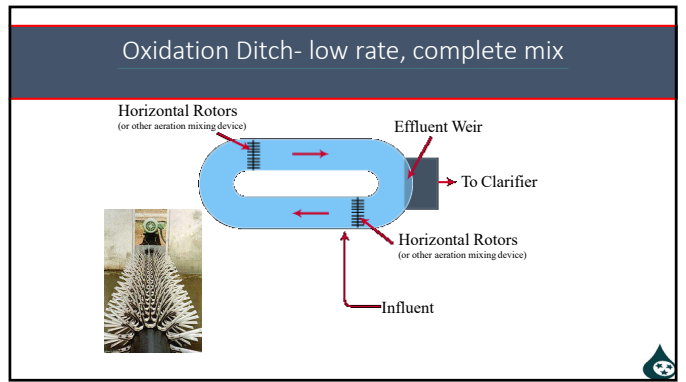 Oxidation Ditch- low rate, complete mix
Horizontal Rotors
(or other aeration mixing device)
Effluent Weir
To Clarifier
Horizontal Rotors
(or other aeration mixing device)
Influent